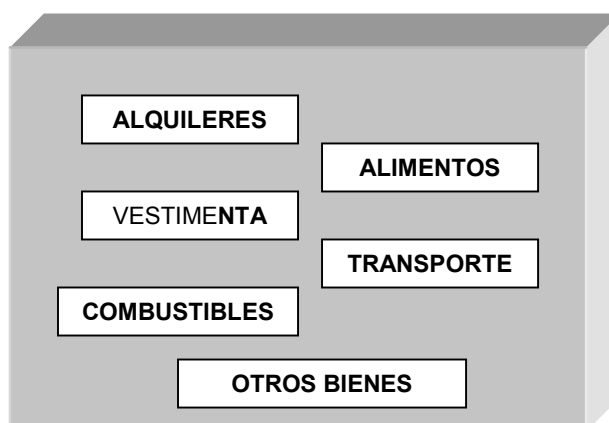 ALQUILERES
ALIMENTOS
VESTIMENTA
TRANSPORTE
COMBUSTIBLES
OTROS BIENES